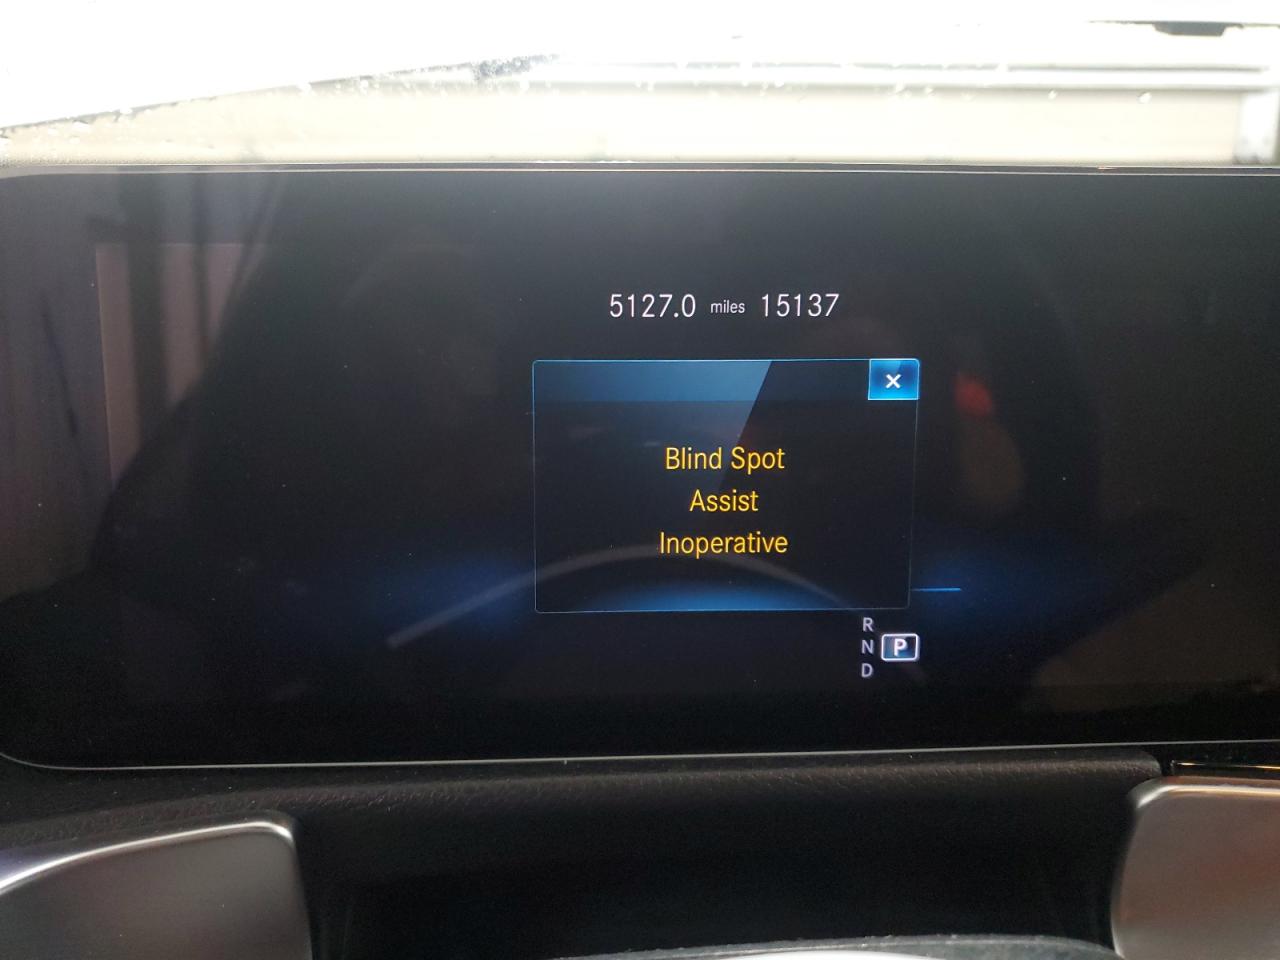 5127.0 miles 15137
×
Blind Spot
Assist
Inoperative
R
N P
D